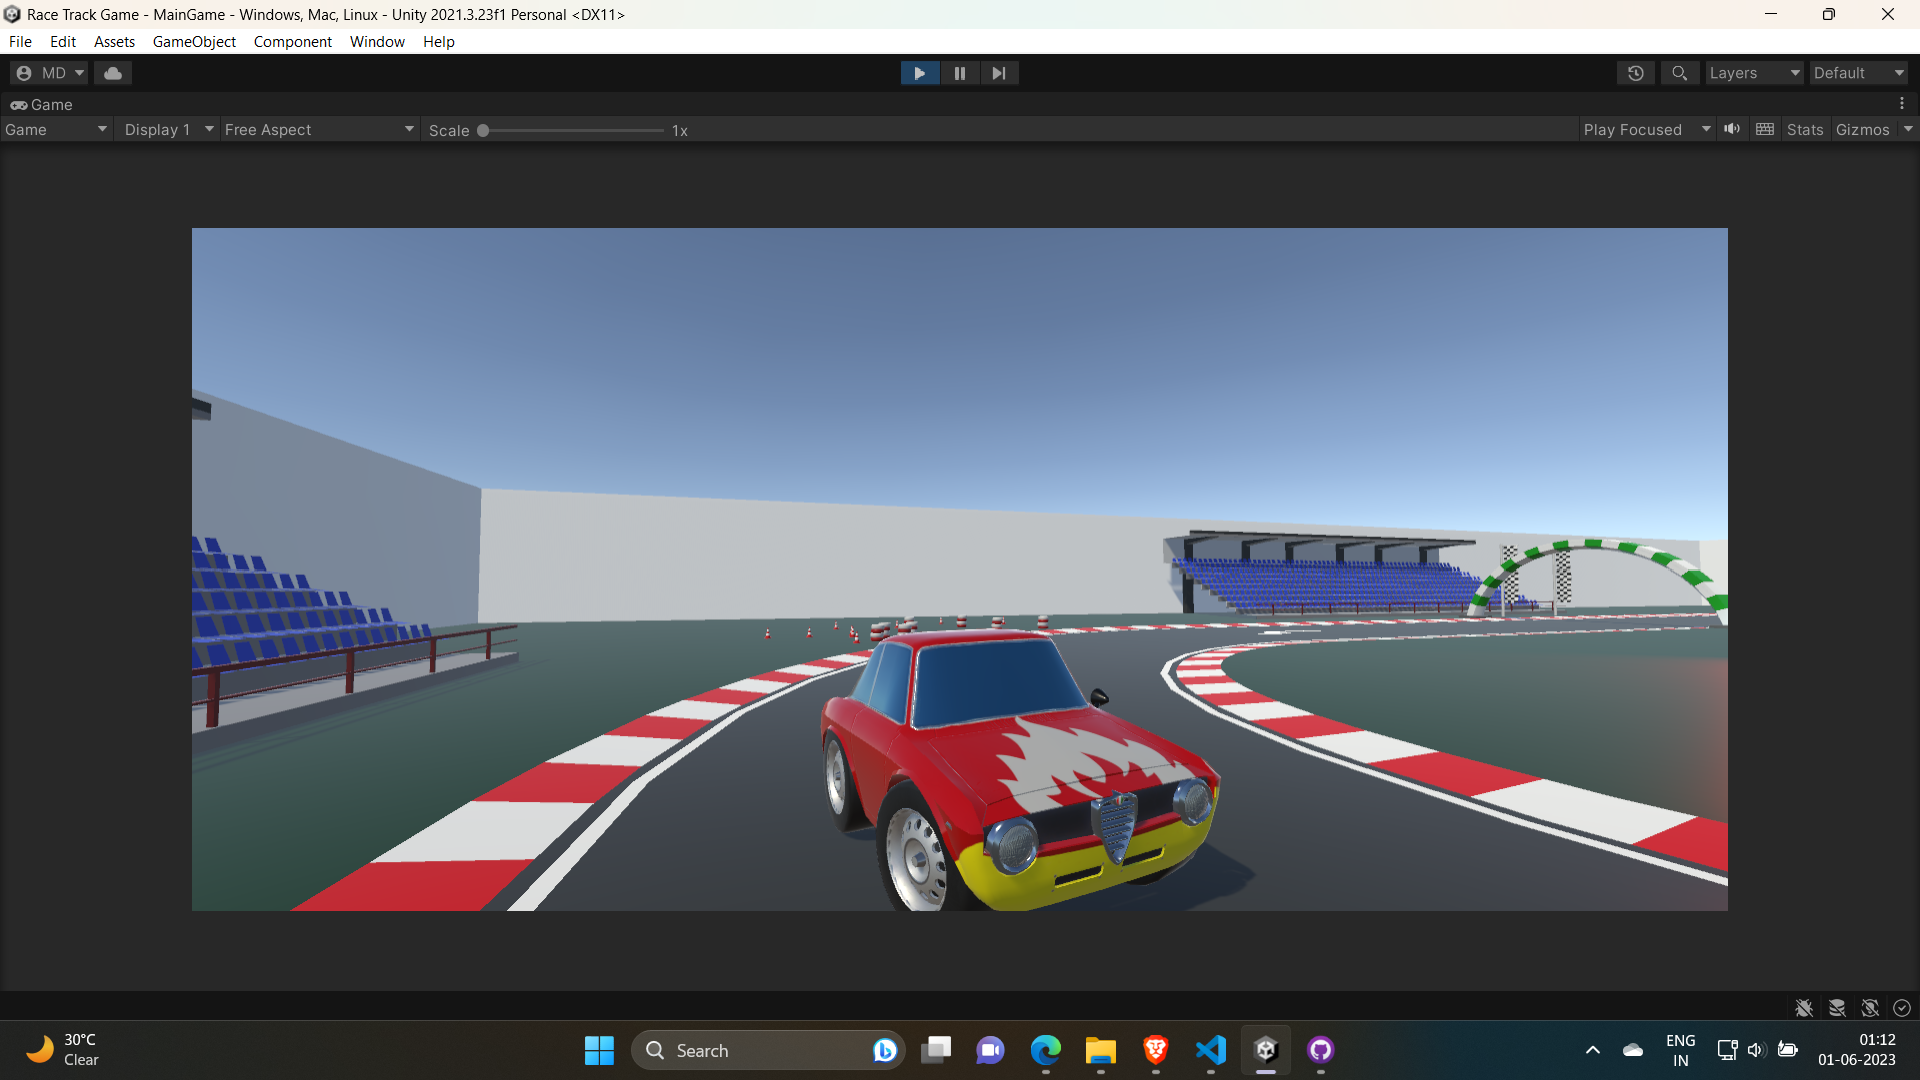 Race Track Game - MainGame - Windows, Mac, Linux - Unity 2021.3.23f1 Personal <DX11>
File Edit Assets GameObject Component Window Help
MD Layers Default
Game
Game Display 1 Free Aspect Scale 1x Play Focused Stats Gizmos
30°C
Clear
Search
ENG
IN
01:12
01-06-2023